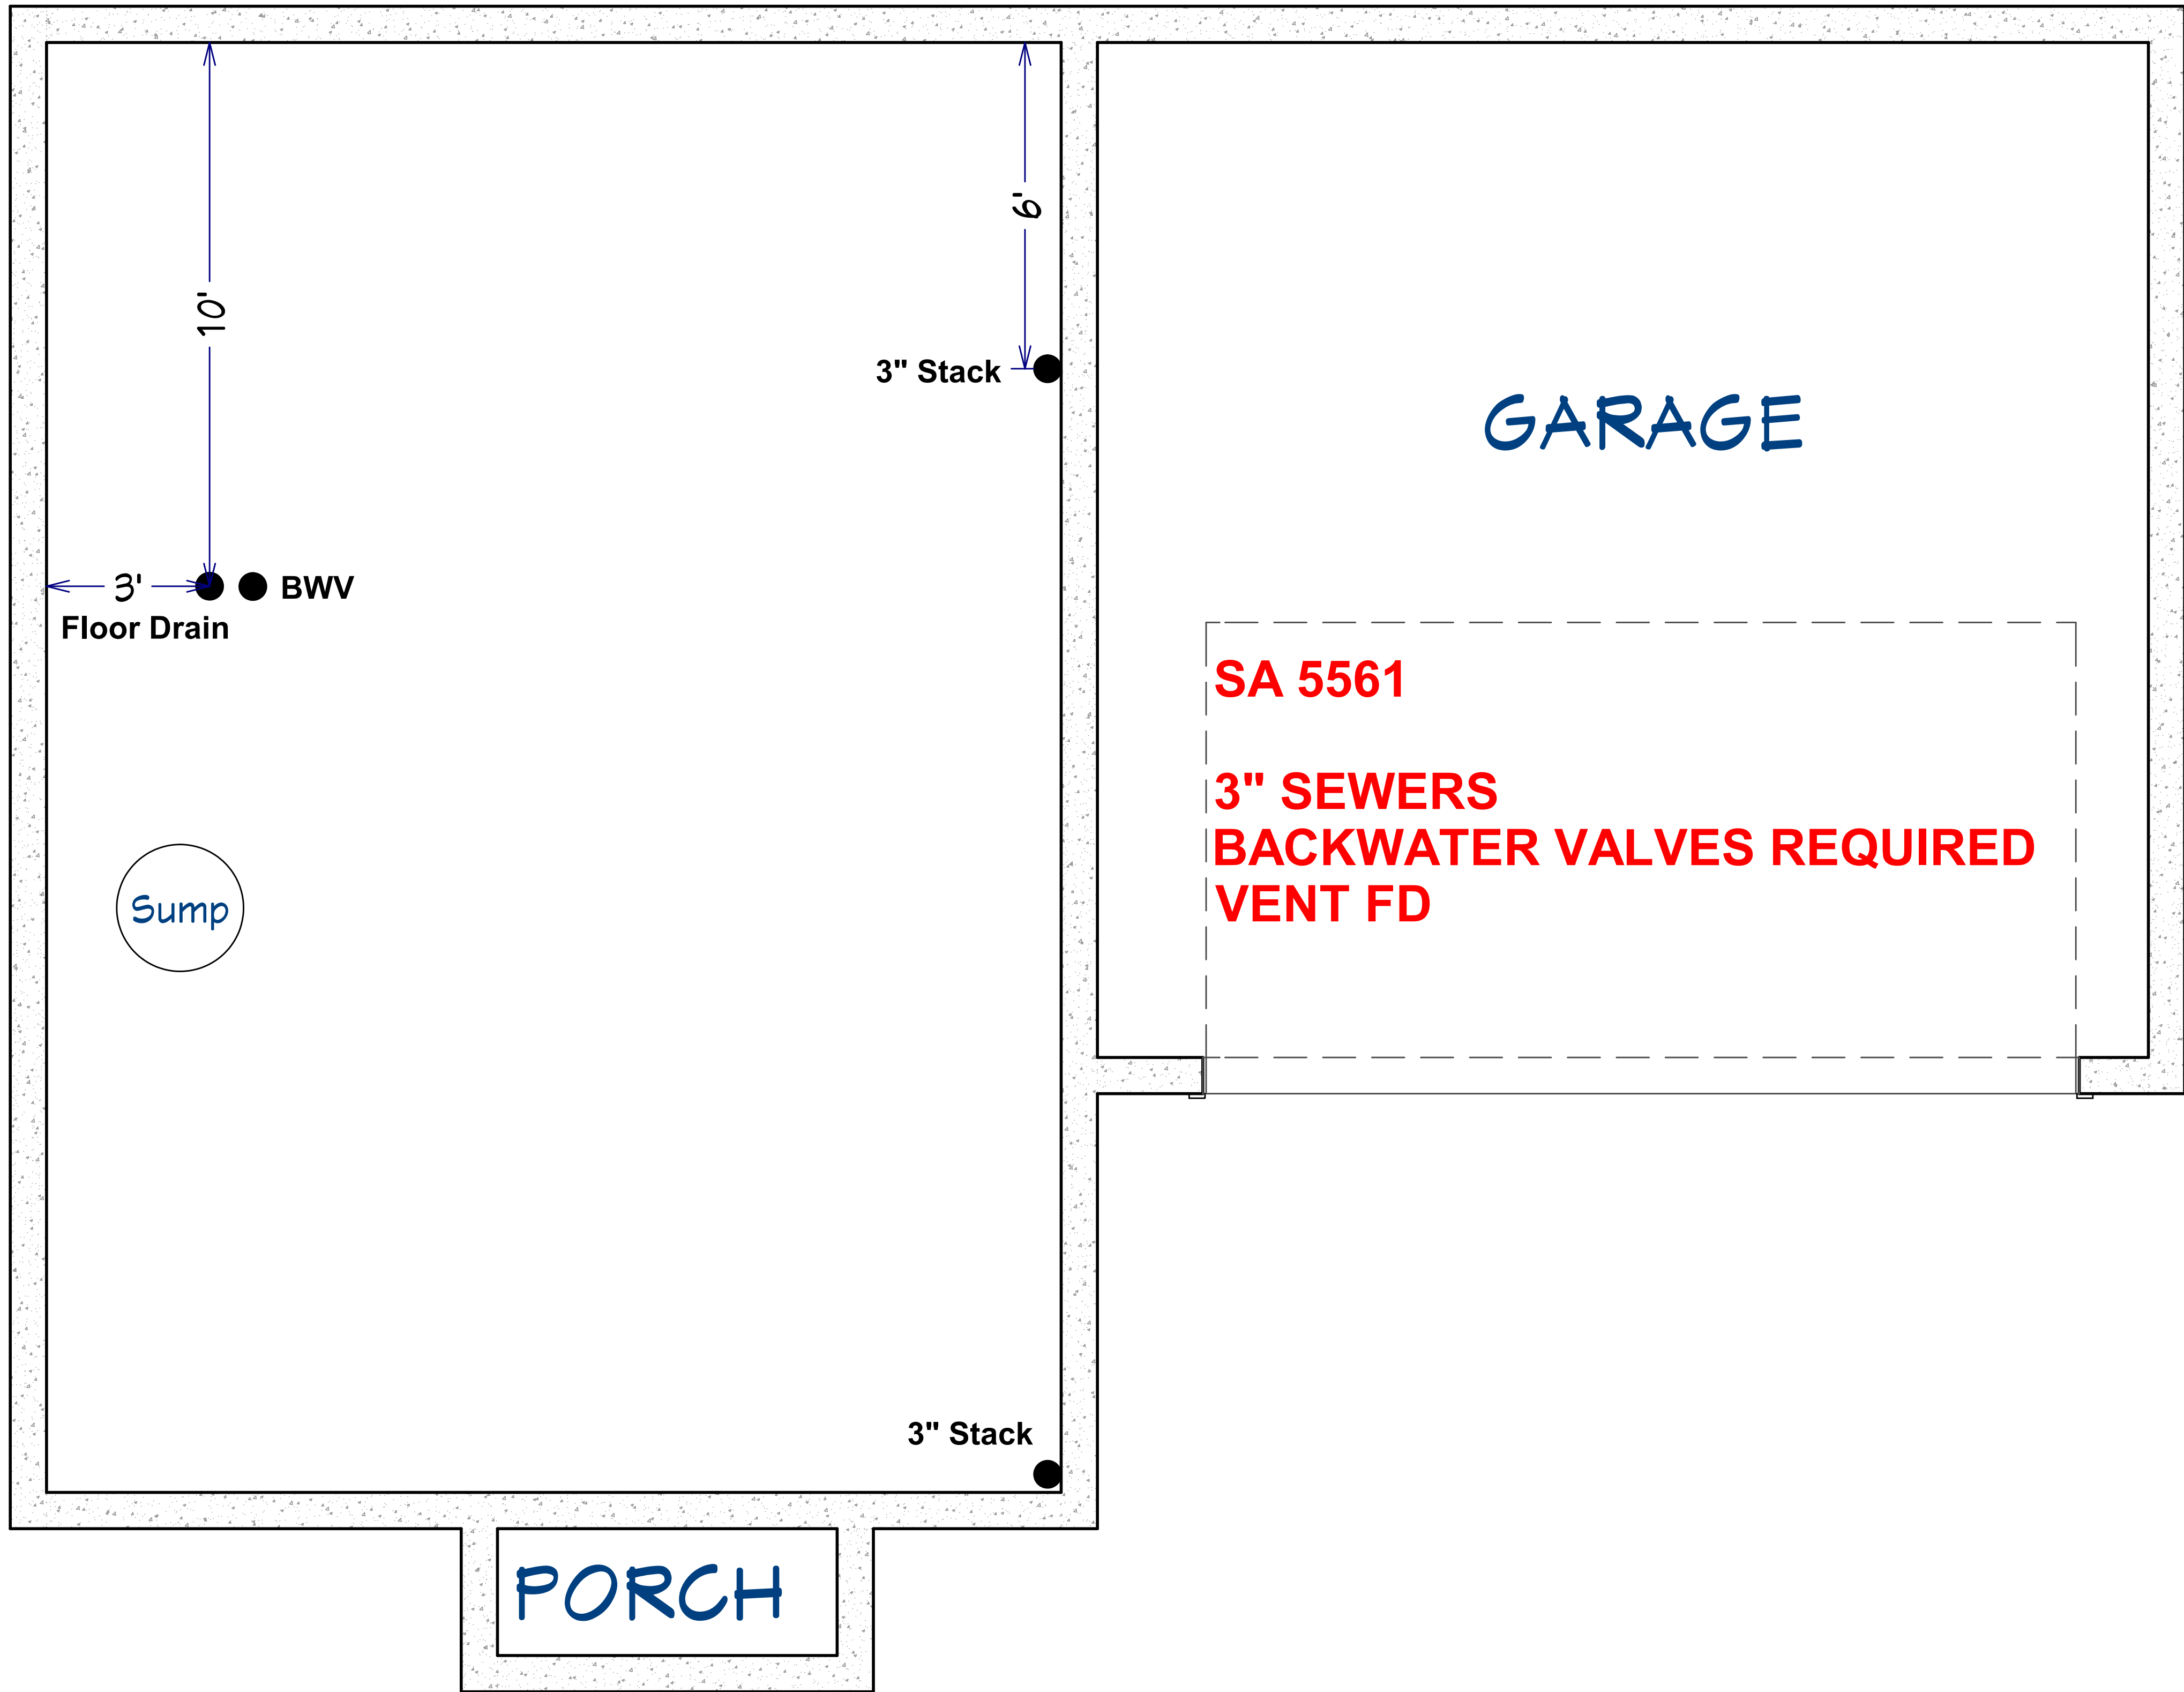 10'
6'
3" Stack
GARAGE
3'
BWV
Floor Drain
SA 5561
3" SEWERS
BACKWATER VALVES REQUIRED
VENT FD
Sump
3" Stack
PORCH